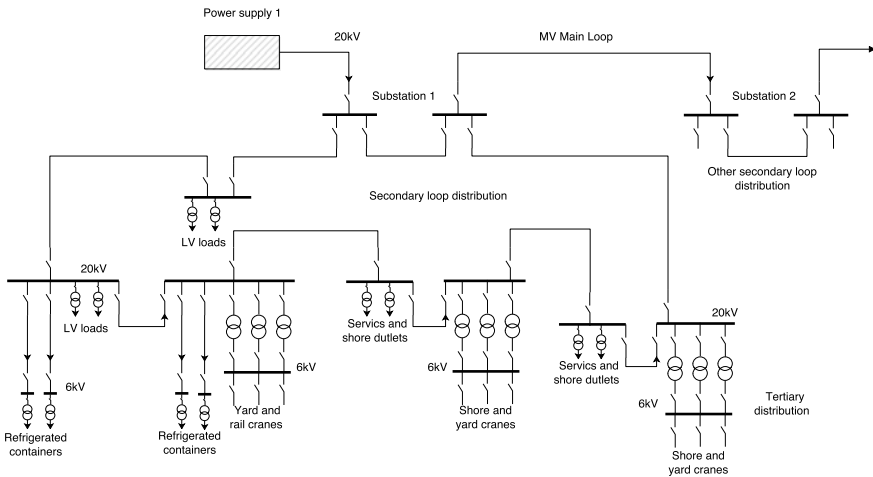 Power supply 1
20kV
MV Main Loop
Substation 1
Substation 2
Other secondary loop
distribution
Secondary loop distribution
LV loads
20kV
LV loads
Servics and
shore dutlets
20kV
Servics and
shore dutlets
6kV
6kV
6kV
6kV
Tertiary
distribution
Refrigerated
containers
Refrigerated
containers
Yard and
rail cranes
Shore and
yard cranes
Shore and
yard cranes